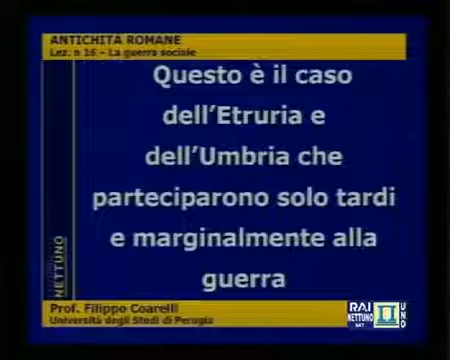 ANTICHITÀ ROMANE
Lez. n 16 - La guerra sociale
Questo è il caso
dell'Etruria e
dell'Umbria che
parteciparono solo tardi
e marginalmente alla
guerra
NETTUNO
Prof. Filippo Coarelli
Università degli Studi di Perugia
RAI
NETTUNO
SAT
UNO